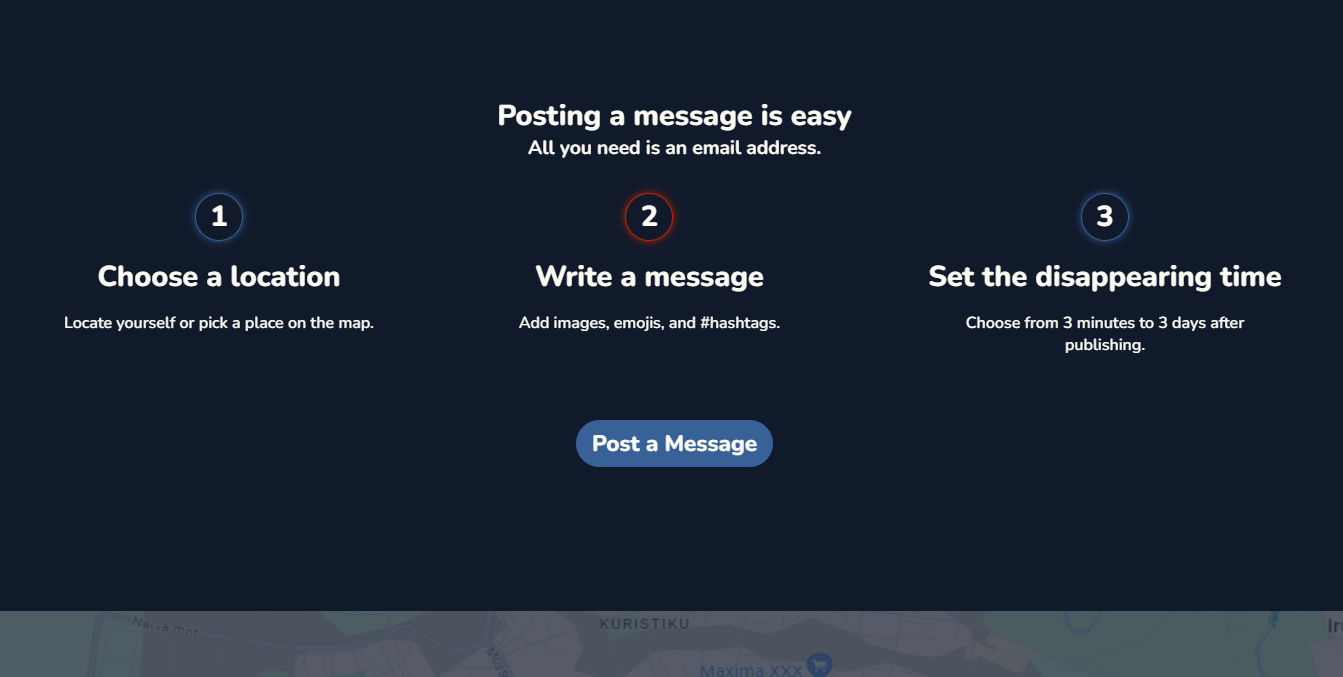 Posting a message is easy
All you need is an email address.
1
2
3
Choose a location
Write a message
Set the disappearing time
Locate yourself or pick a place on the map.
Add images, emojis, and #hashtags.
Choose from 3 minutes to 3 days after
publishing.
Post a Message
Narva mnt
KURISTIKU
Maxima XXX